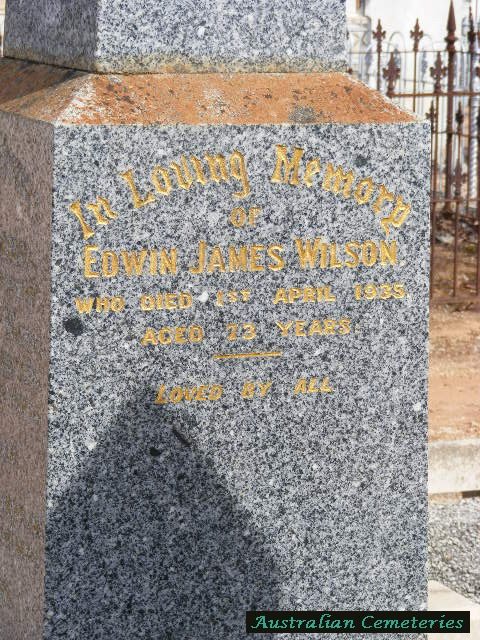 In Loving Memory
OF
EDWIN JAMES WILSON
WHO DIED 1ST APRIL 1935.
AGED 73 YEARS.
LOVED BY ALL
Australian Cemeteries